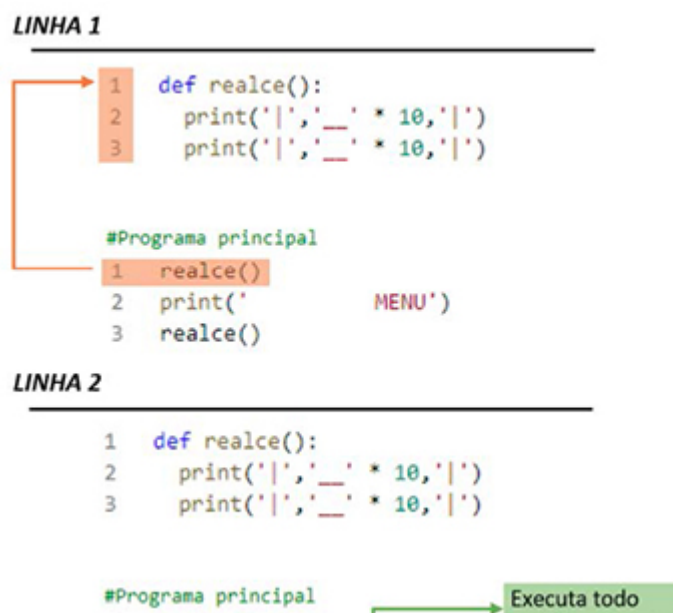 LINHA 1
1 def realce():
2 print('|','__' * 10,'|')
3 print('|','__' * 10,'|')
#Programa principal
1 realce()
2 print('          MENU')
3 realce()
LINHA 2
1 def realce():
2 print('|','__' * 10,'|')
3 print('|','__' * 10,'|')
#Programa principal
Executa todo